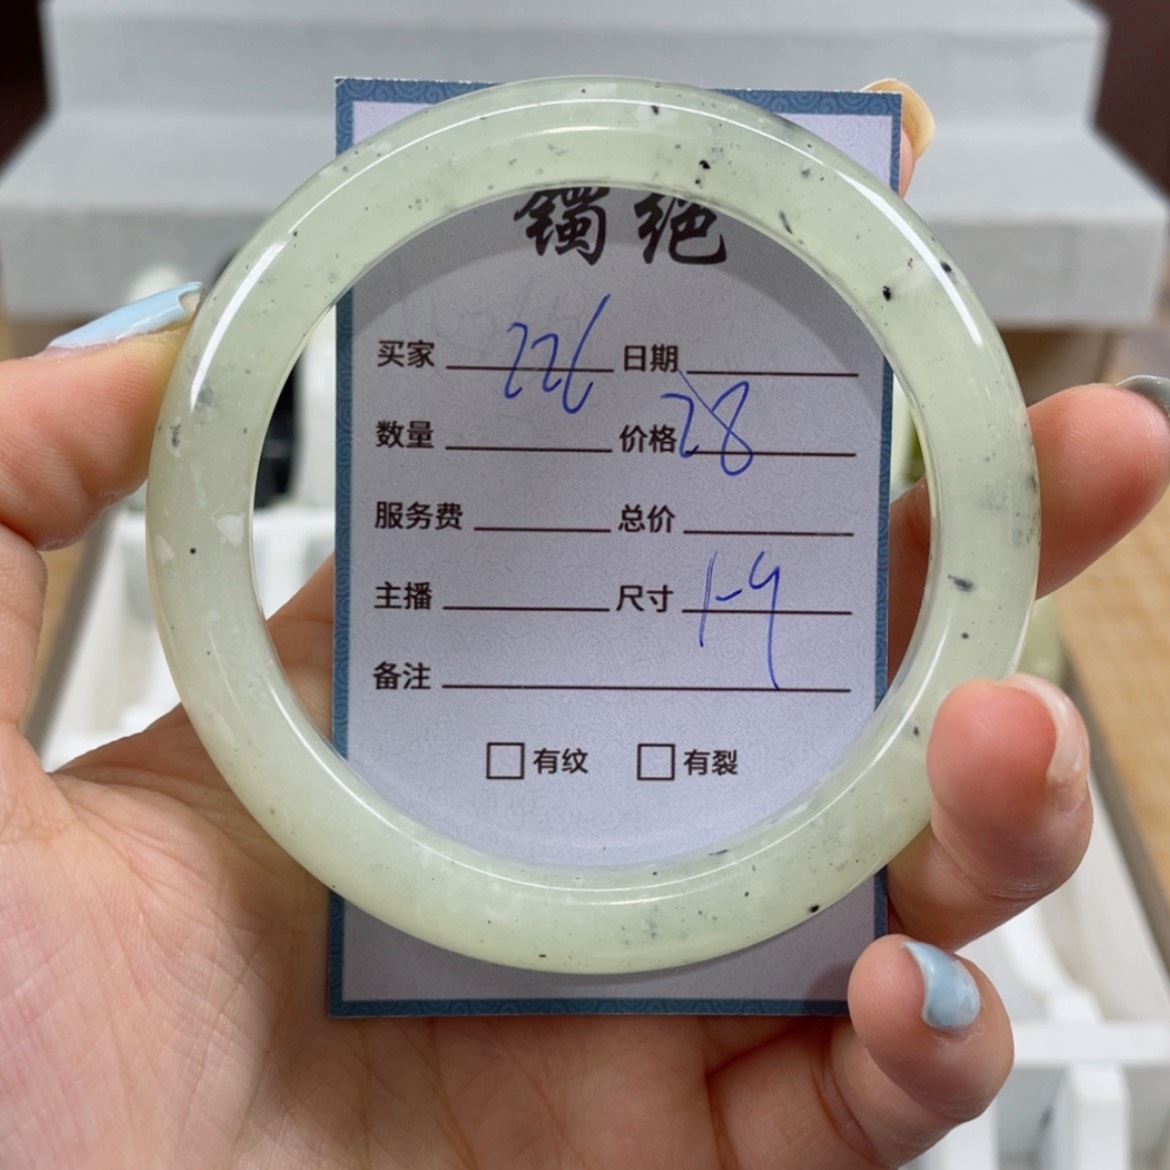 镯绝
买家 226 日期
数量 价格 28
服务费 总价
主播 尺寸 1-9
备注
□有纹 □有裂